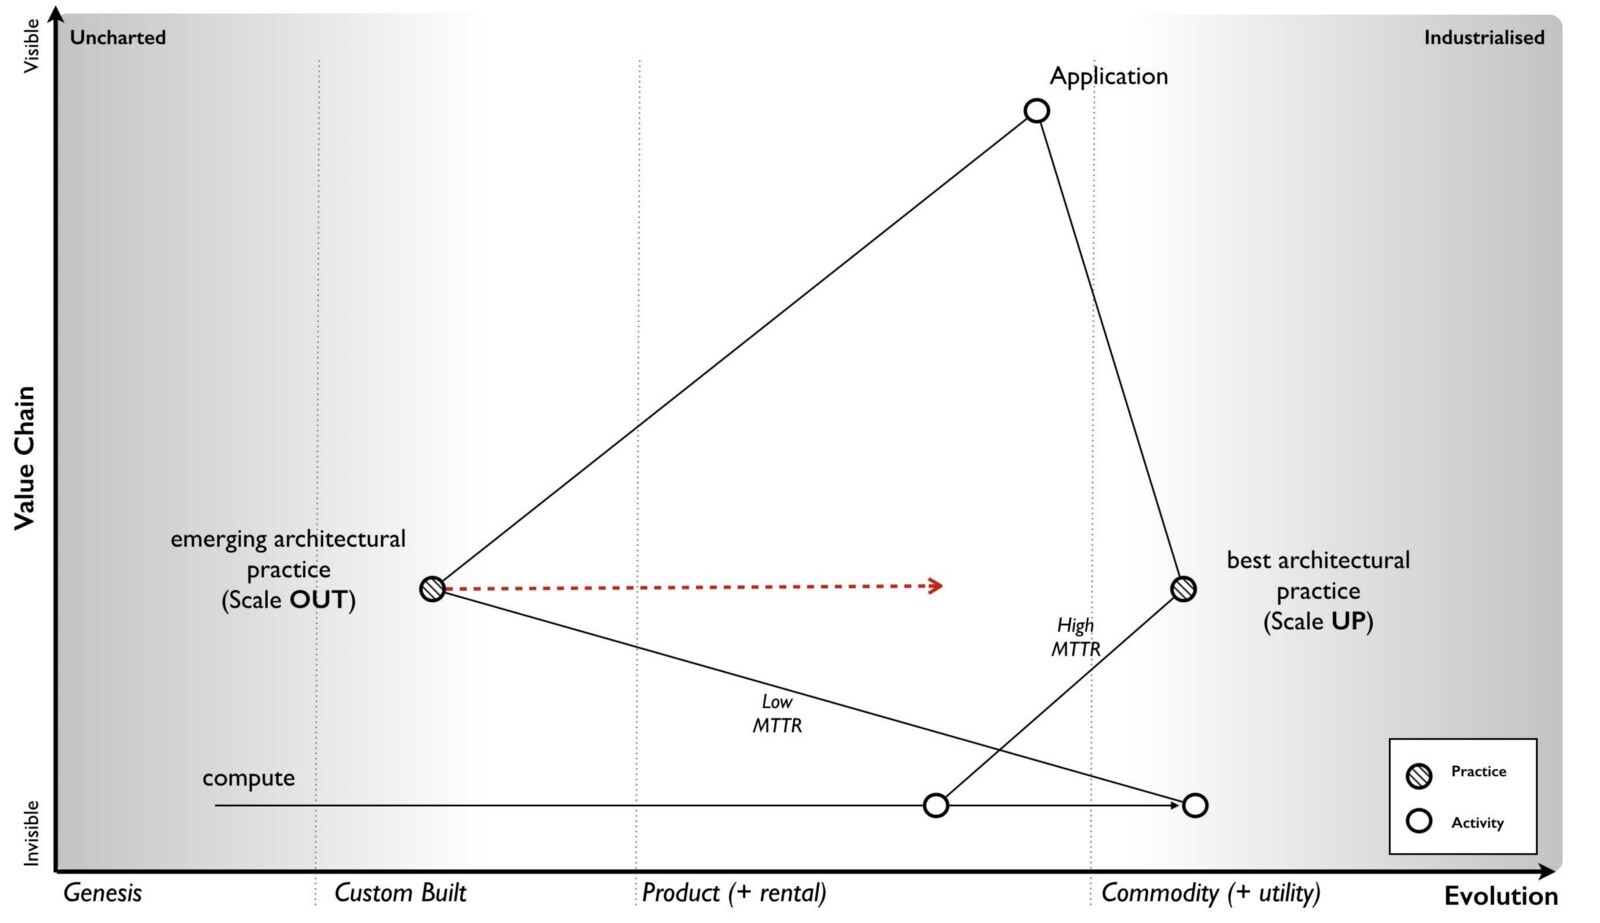 Visible
Uncharted
Industrialised
Application
Value Chain
emerging architectural
practice
(Scale OUT)
best architectural
practice
(Scale UP)
High
MTTR
Low
MTTR
compute
Practice
Activity
Invisible
Genesis
Custom Built
Product (+ rental)
Commodity (+ utility)
Evolution